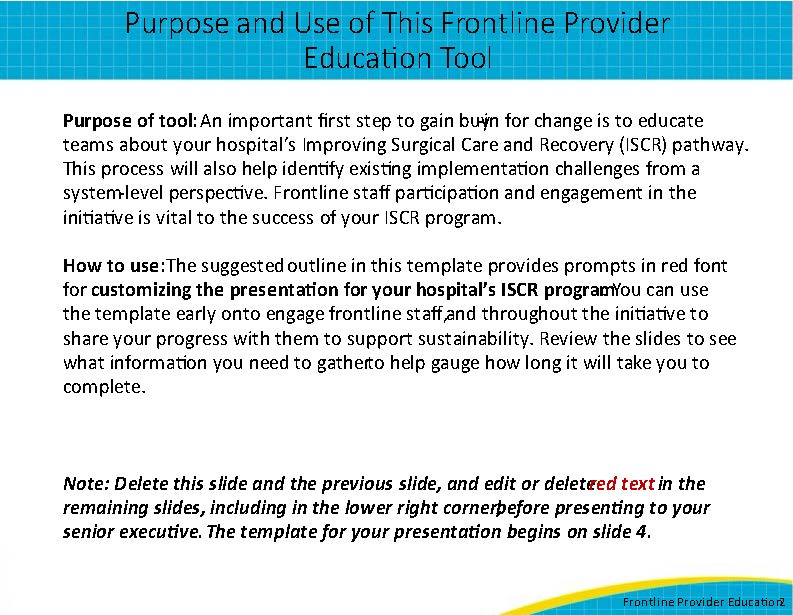 Purpose and Use of This Frontline Provider
Education Tool
Purpose of tool: An important first step to gain buy-in for change is to educate
teams about your hospital's Improving Surgical Care and Recovery (ISCR) pathway.
This process will also help identify existing implementation challenges from a
system-level perspective. Frontline staff participation and engagement in the
initiative is vital to the success of your ISCR program.
How to use: The suggested outline in this template provides prompts in red font
for customizing the presentation for your hospital's ISCR program. You can use
the template early on to engage frontline staff, and throughout the initiative to
share your progress with them to support sustainability. Review the slides to see
what information you need to gather to help gauge how long it will take you to
complete.
Note: Delete this slide and the previous slide, and edit or delete red text in the
remaining slides, including in the lower right corner, before presenting to your
senior executive. The template for your presentation begins on slide 4.
Frontline Provider Education 2